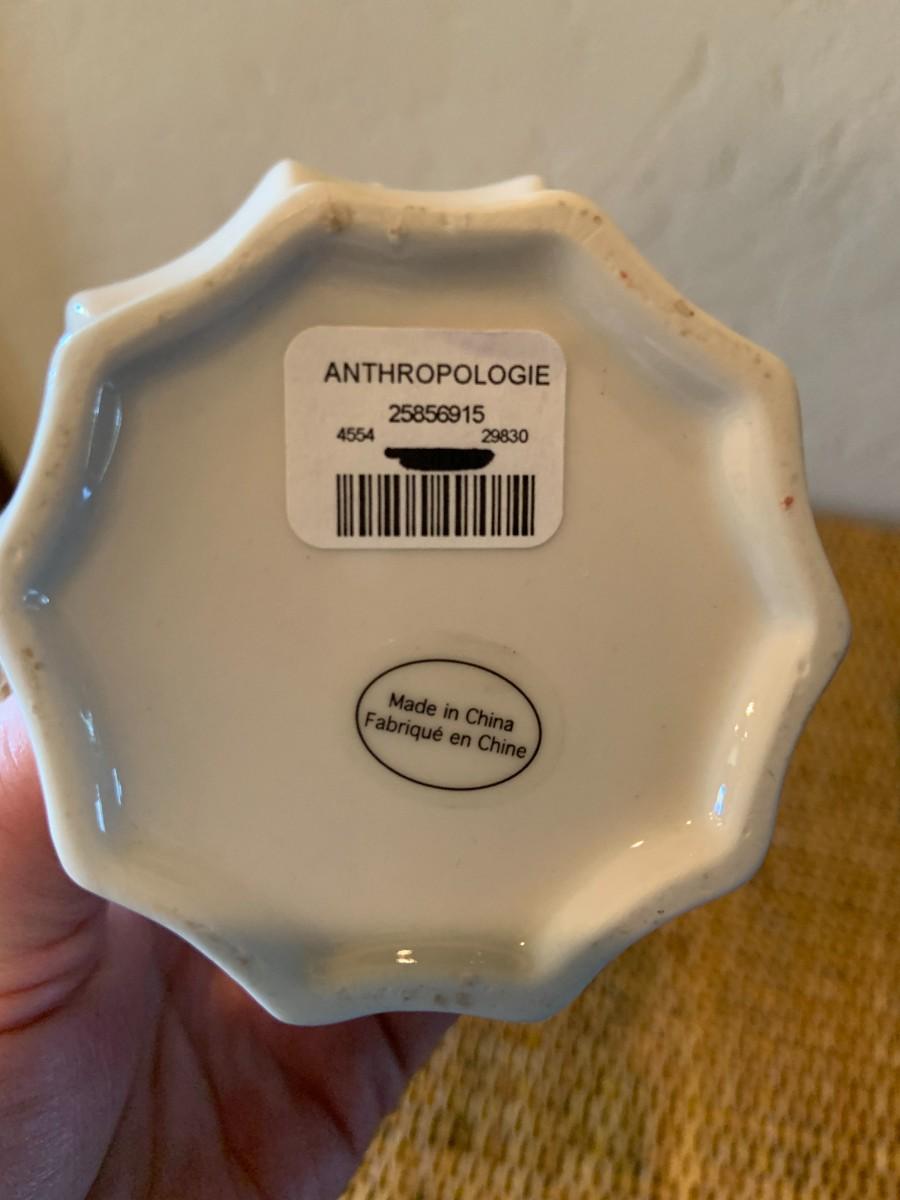 ANTHROPOLOGIE
25856915
4554 29830
Made in China
Fabriqué en Chine